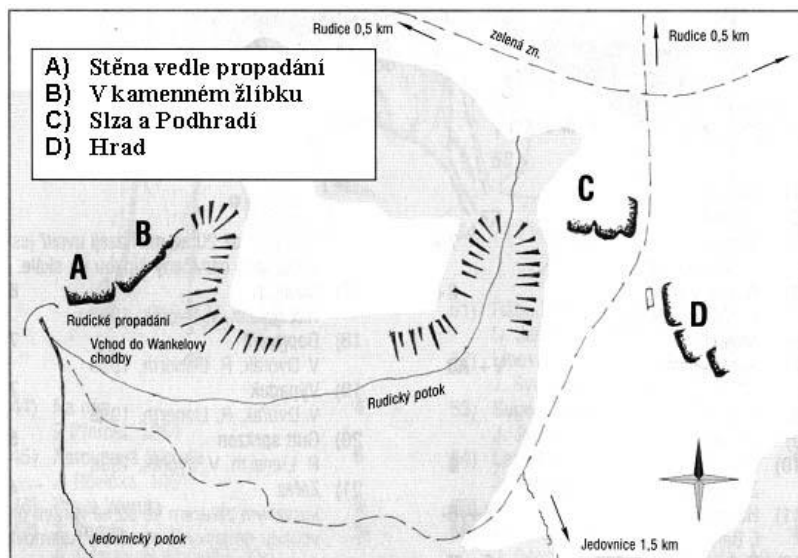 Rudice 0,5 km
zelená zn.
Rudice 0,5 km
A) Stěna vedle propadání
B) V kamenném žlíbku
C) Slza a Podhradí
D) Hrad
C
B
A
D
Rudické propadání
Vchod do Wankelovy
chodby
Rudický potok
Jedovnický potok
Jedovnice 1,5 km